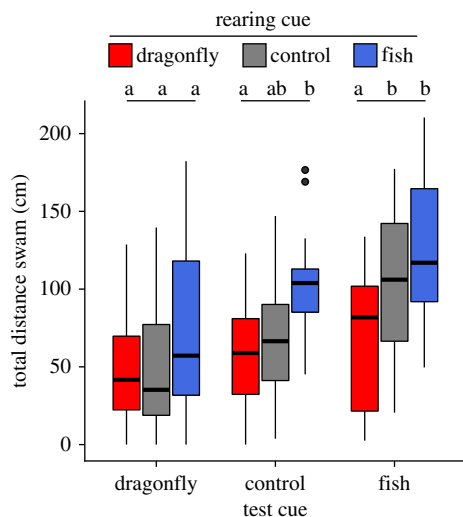 rearing cue
dragonfly control fish
a a a a ab b a b b
200
150
100
50
0
total distance swam (cm)
dragonfly control fish
test cue